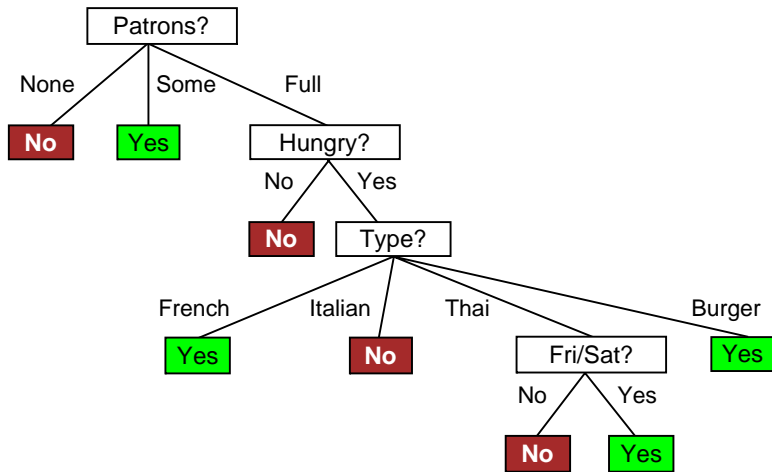 Patrons?
None Some Full
No Yes Hungry?
No Yes
No Type?
French Italian Thai Burger
Yes No Fri/Sat? Yes
No Yes
No Yes